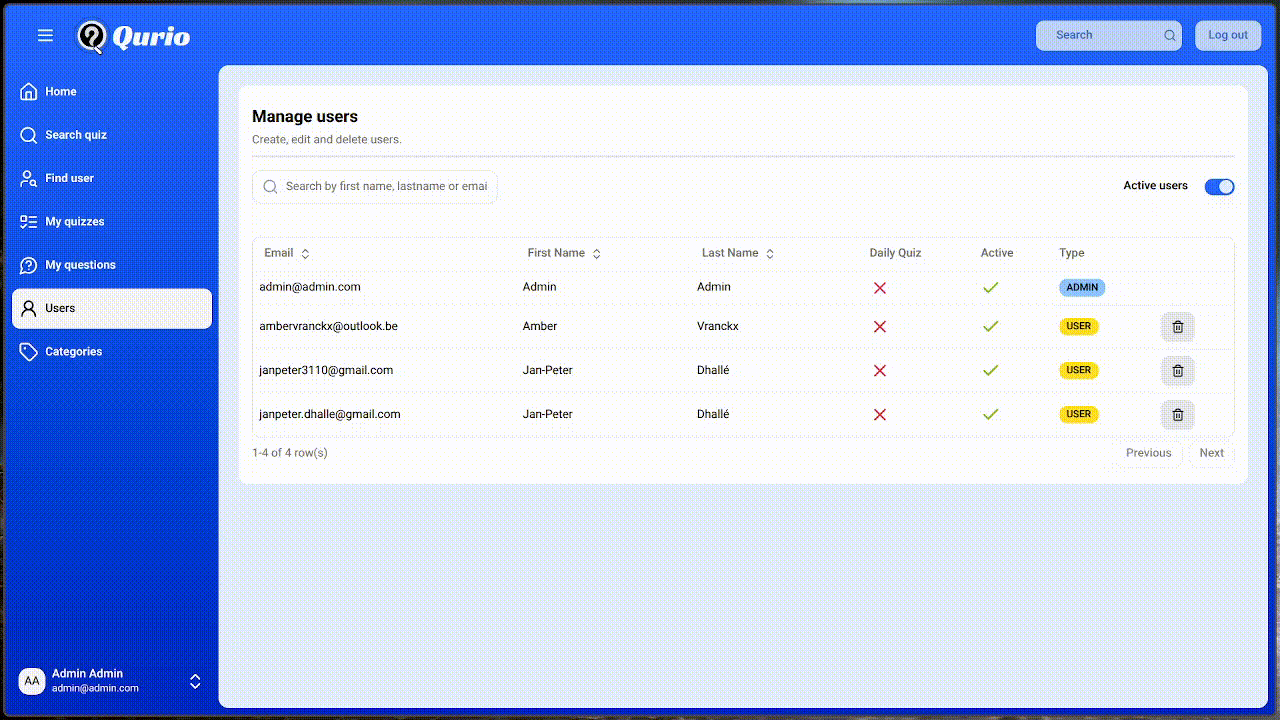 Qurio
Search
Log out
Home
Search quiz
Find user
My quizzes
My questions
Users
Categories
Manage users
Create, edit and delete users.
Search by first name, lastname or emai
Active users
Email First Name Last Name Daily Quiz Active Type
admin@admin.com Admin Admin ADMIN
ambervranckx@outlook.be Amber Vranckx USER
janpeter3110@gmail.com Jan-Peter Dhallé USER
janpeter.dhalle@gmail.com Jan-Peter Dhallé USER
1-4 of 4 row(s)
Previous Next
AA
Admin Admin
admin@admin.com